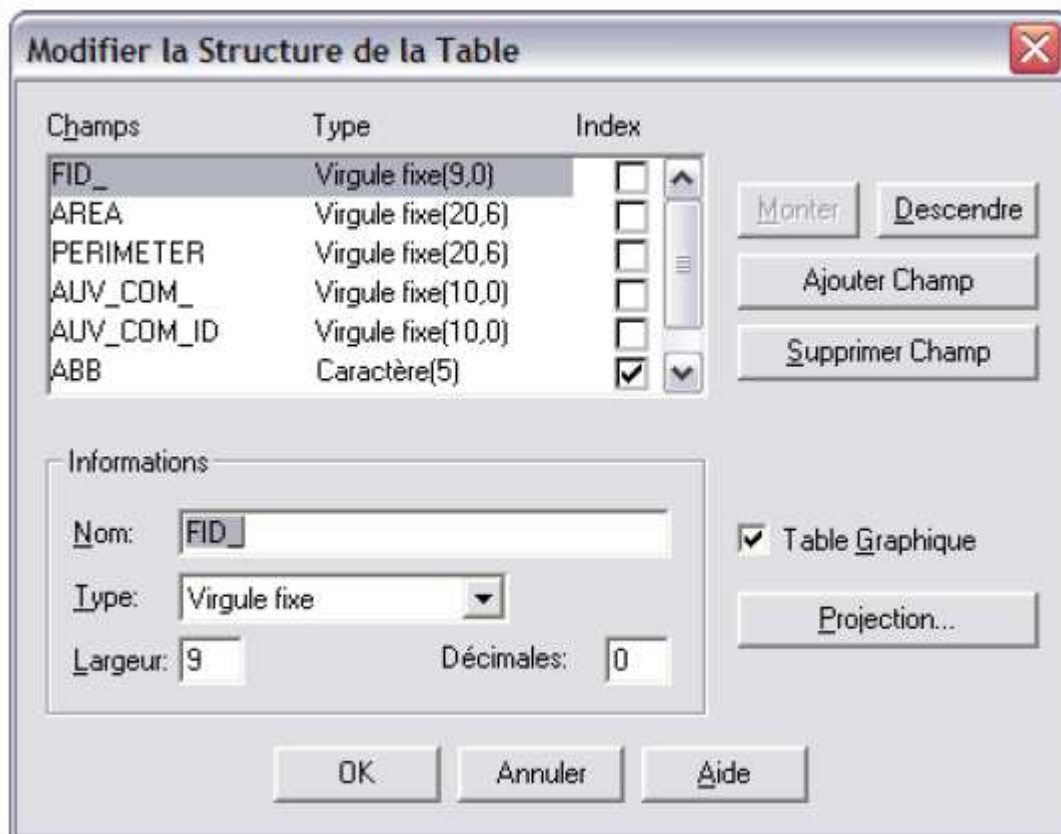 Modifier la Structure de la Table
Champs Type Index
FID_ Virgule fixe(9,0)
AREA Virgule fixe(20,6)
PERIMETER Virgule fixe(20,6)
AUV_COM_ Virgule fixe(10,0)
AUV_COM_ID Virgule fixe(10,0)
ABB Caractère(5)
Monter Descendre
Ajouter Champ
Supprimer Champ
Informations
Nom: FID_
Type: Virgule fixe
Largeur: 9 Décimales: 0
Table Graphique
Projection...
OK Annuler Aide